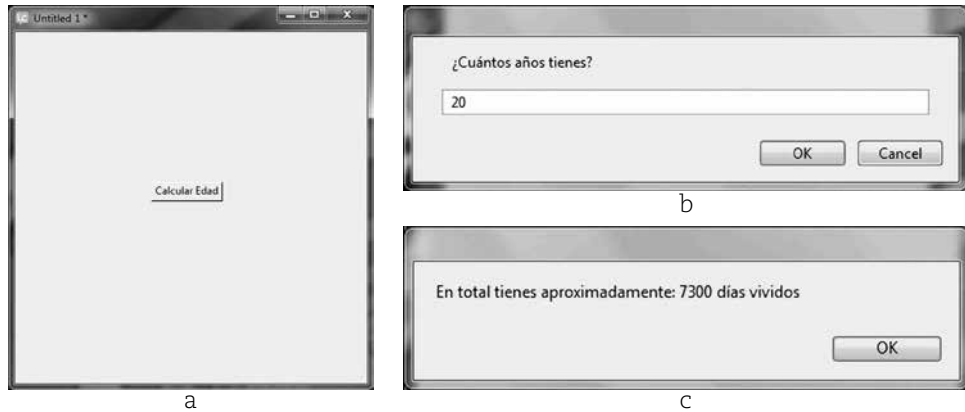 Untitled 1 *
Calcular Edad
a
¿Cuántos años tienes?
20
OK
Cancel
b
En total tienes aproximadamente: 7300 días vividos
OK
c